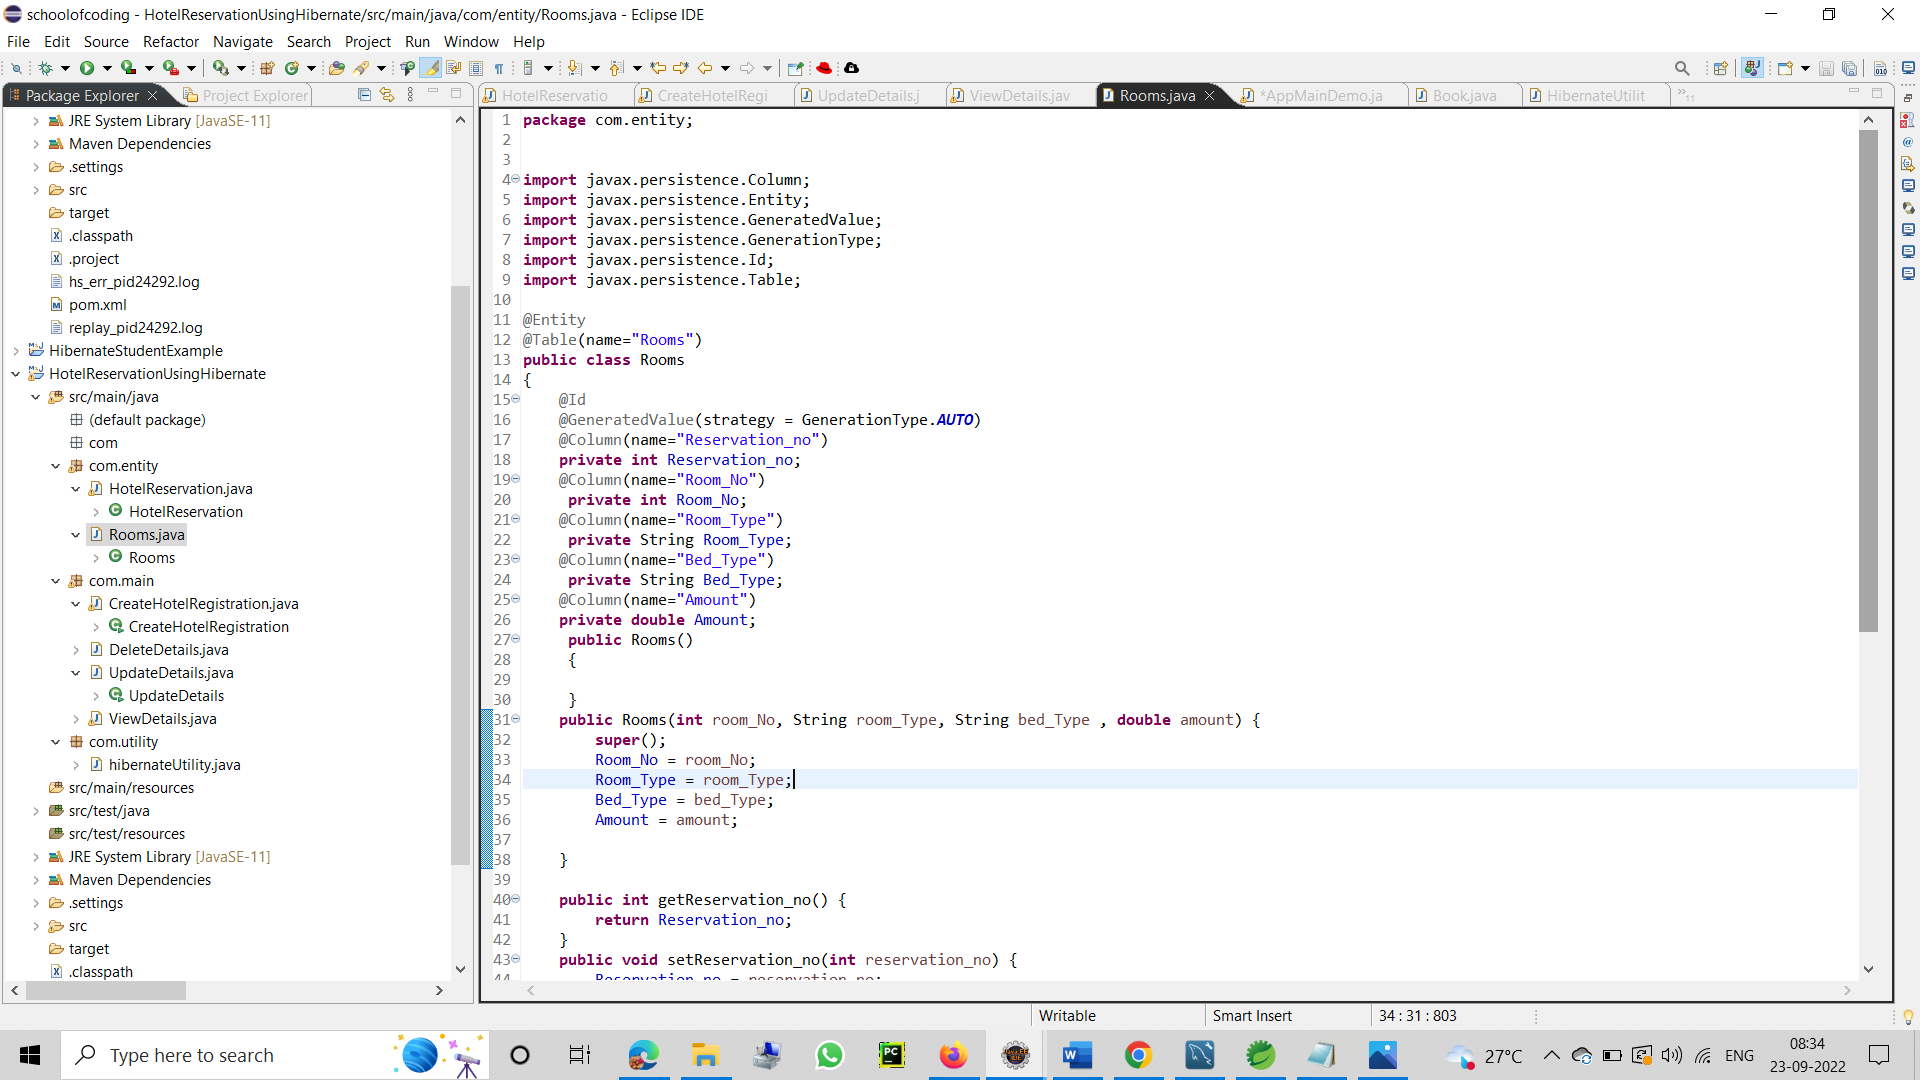 schoolofcoding - HotelReservationUsingHibernate/src/main/java/com/entity/Rooms.java - Eclipse IDE
File Edit Source Refactor Navigate Search Project Run Window Help
Package Explorer
Project Explorer
HotelReservatio
CreateHotelRegi
UpdateDetails.j
ViewDetails.jav
Rooms.java
*AppMainDemo.ja
Book.java
HibernateUtilit
»11
JRE System Library [JavaSE-11]
Maven Dependencies
.settings
src
target
.classpath
.project
hs_err_pid24292.log
pom.xml
replay_pid24292.log
HibernateStudentExample
HotelReservationUsingHibernate
src/main/java
(default package)
com
com.entity
HotelReservation.java
HotelReservation
Rooms.java
Rooms
com.main
CreateHotelRegistration.java
CreateHotelRegistration
DeleteDetails.java
UpdateDetails.java
UpdateDetails
ViewDetails.java
com.utility
hibernateUtility.java
src/main/resources
src/test/java
src/test/resources
JRE System Library [JavaSE-11]
Maven Dependencies
.settings
src
target
.classpath
1 package com.entity;
2
3
4 import javax.persistence.Column;
5 import javax.persistence.Entity;
6 import javax.persistence.GeneratedValue;
7 import javax.persistence.GenerationType;
8 import javax.persistence.Id;
9 import javax.persistence.Table;
10
11 @Entity
12 @Table(name="Rooms")
13 public class Rooms
14 {
15 @Id
16 @GeneratedValue(strategy = GenerationType.AUTO)
17 @Column(name="Reservation_no")
18 private int Reservation_no;
19 @Column(name="Room_No")
20 private int Room_No;
21 @Column(name="Room_Type")
22 private String Room_Type;
23 @Column(name="Bed_Type")
24 private String Bed_Type;
25 @Column(name="Amount")
26 private double Amount;
27 public Rooms()
28 {
29
30 }
31 public Rooms(int room_No, String room_Type, String bed_Type , double amount) {
32 super();
33 Room_No = room_No;
34 Room_Type = room_Type;
35 Bed_Type = bed_Type;
36 Amount = amount;
37
38 }
39
40 public int getReservation_no() {
41 return Reservation_no;
42 }
43 public void setReservation_no(int reservation_no) {
44 Reservation_no = reservation_no;
Writable
Smart Insert
34 : 31 : 803
Type here to search
27°C
ENG
08:34
23-09-2022